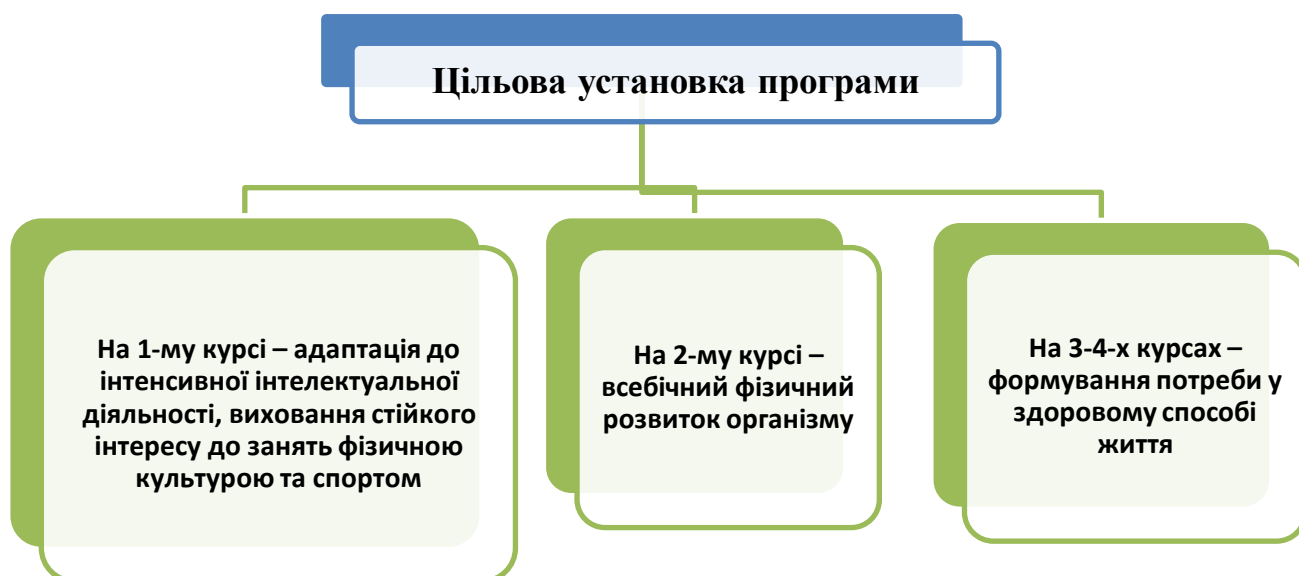 Цільова установка програми
На 1-му курсі – адаптація до
інтенсивної інтелектуальної
діяльності, виховання стійкого
інтересу до занять фізичною
культурою та спортом
На 2-му курсі –
всебічний фізичний
розвиток організму
На 3-4-х курсах –
формування потреби у
здоровому способі
життя